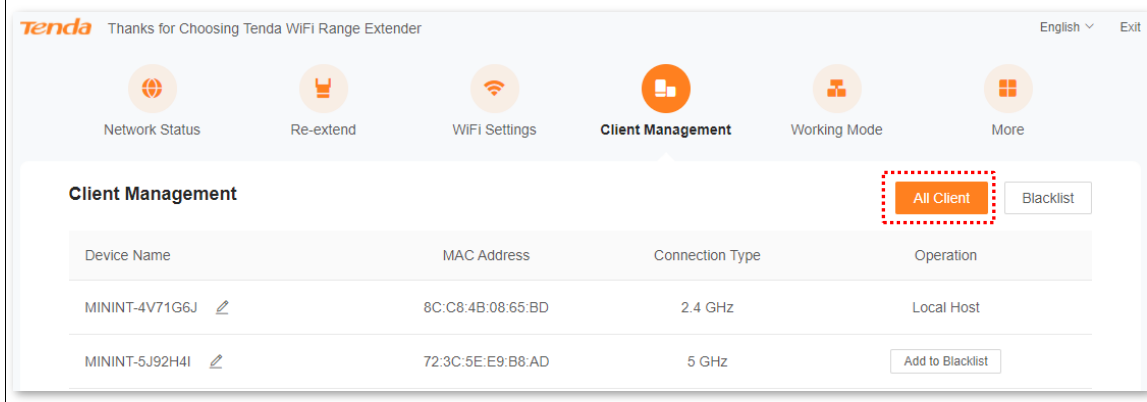 Tenda Thanks for Choosing Tenda WiFi Range Extender English Exit
Network Status Re-extend WiFi Settings Client Management Working Mode More
Client Management All Client Blacklist
Device Name MAC Address Connection Type Operation
MININT-4V71G6J 8C:C8:4B:08:65:BD 2.4 GHz Local Host
MININT-5J92H4I 72:3C:5E:E9:B8:AD 5 GHz Add to Blacklist